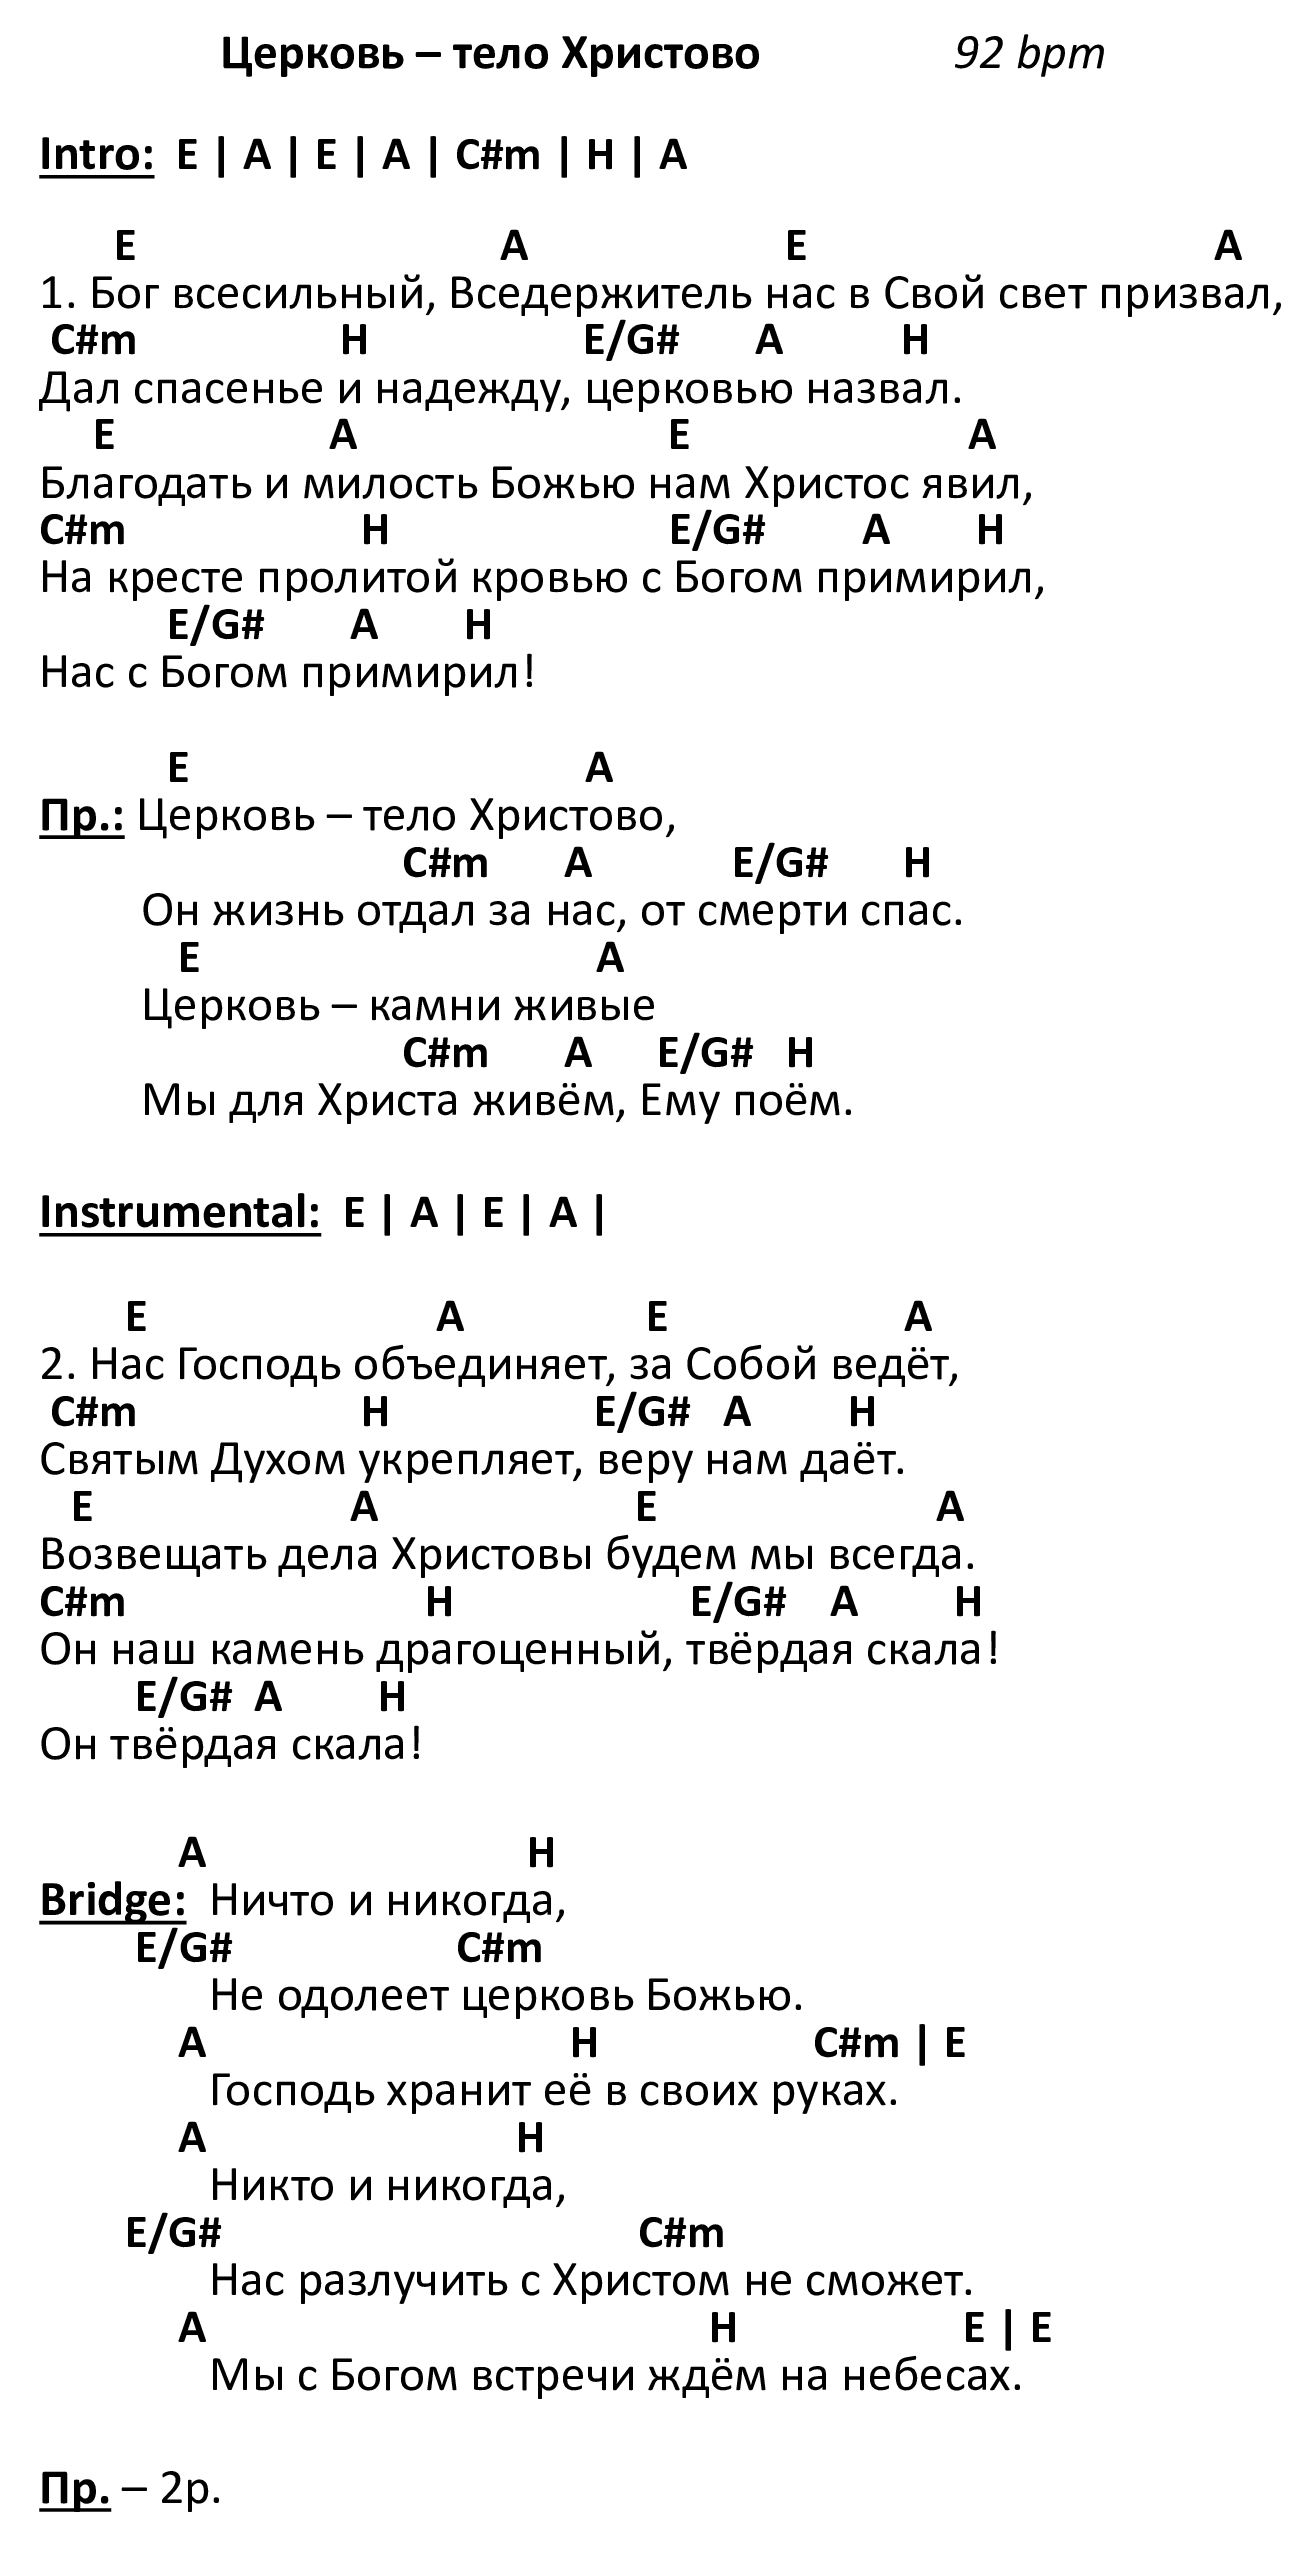 Церковь – тело Христово 92 bpm
Intro: E | A | E | A | C#m | H | A
E A E A
1. Бог всесильный, Вседержитель нас в Свой свет призвал,
C#m H E/G# A H
Дал спасенье и надежду, церковью назвал.
E A E A
Благодать и милость Божью нам Христос явил,
C#m H E/G# A H
На кресте пролитой кровью с Богом примирил,
E/G# A H
Нас с Богом примирил!
E A
Пр.: Церковь – тело Христово,
C#m A E/G# H
Он жизнь отдал за нас, от смерти спас.
E A
Церковь – камни живые
C#m A E/G# H
Мы для Христа живём, Ему поём.
Instrumental: E | A | E | A |
E A E A
2. Нас Господь объединяет, за Собой ведёт,
C#m H E/G# A H
Святым Духом укрепляет, веру нам даёт.
E A E A
Возвещать дела Христовы будем мы всегда.
C#m H E/G# A H
Он наш камень драгоценный, твёрдая скала!
E/G# A H
Он твёрдая скала!
A H
Bridge: Ничто и никогда,
E/G# C#m
Не одолеет церковь Божью.
A H C#m | E
Господь хранит её в своих руках.
A H
Никто и никогда,
E/G# C#m
Нас разлучить с Христом не сможет.
A H E | E
Мы с Богом встречи ждём на небесах.
Пр. – 2р.